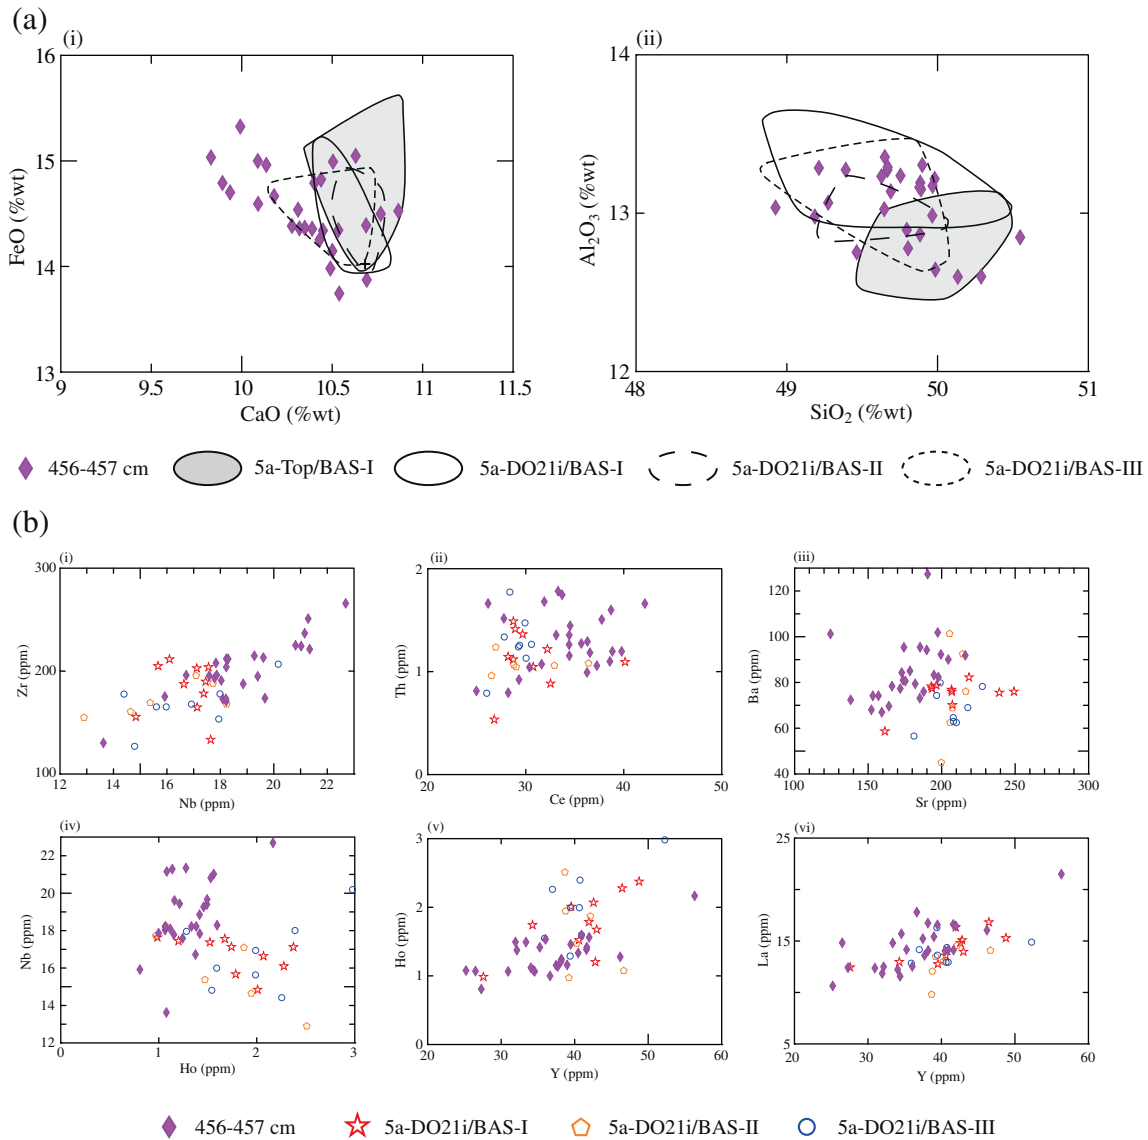 (a)
(i)
16
15
14
13
FeO (%wt)
9
9.5
10
10.5
11
11.5
CaO (%wt)
(ii)
14
13
12
Al₂O₃ (%wt)
48
49
50
51
SiO₂ (%wt)
456-457 cm
5a-Top/BAS-I
5a-DO21i/BAS-I
5a-DO21i/BAS-II
5a-DO21i/BAS-III
(b)
(i)
300
200
100
Zr (ppm)
12
14
16
18
20
22
Nb (ppm)
(ii)
2
1
0
Th (ppm)
20
30
40
50
Ce (ppm)
(iii)
120
100
80
60
40
Ba (ppm)
100
150
200
250
300
Sr (ppm)
(iv)
22
20
18
16
14
12
Nb (ppm)
0
1
2
3
Ho (ppm)
(v)
3
2
1
0
Ho (ppm)
20
30
40
50
60
Y (ppm)
(vi)
25
15
5
La (ppm)
20
30
40
50
60
Y (ppm)
456-457 cm
5a-DO21i/BAS-I
5a-DO21i/BAS-II
5a-DO21i/BAS-III